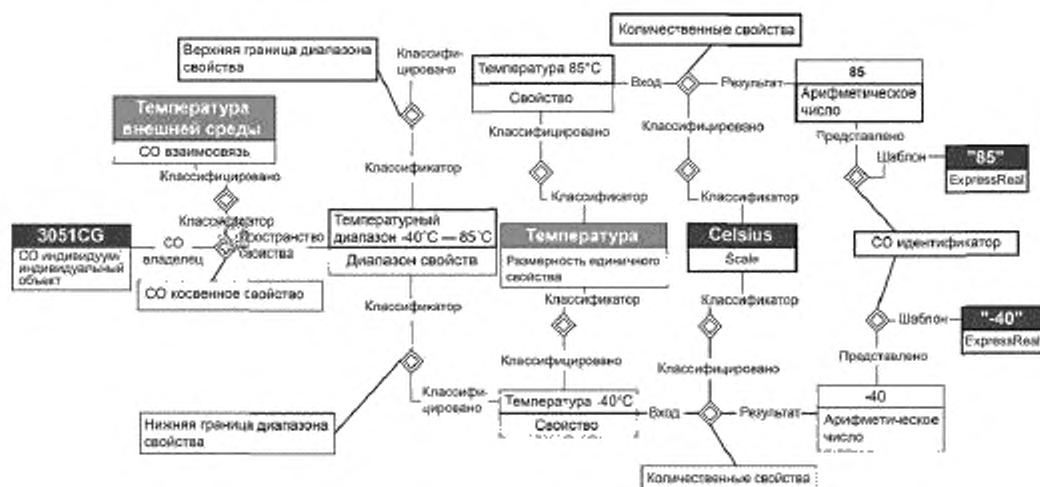 Количественные свойства
Верхняя граница диапазона
свойства
Классифи-
цировано
Температура 85°C
Свойство
Вход
Результат
85
Арифметическое
число
Температура
внешней среды
СО взаимосвязь
Классифицировано
Классифицировано
Классифицировано
Представлено
Шаблон
"85"
ExpressReal
Классификатор
Классификатор
Классификатор
Классификатор
3051CG
СО индивидуум/
индивидуальный
объект
СО
владелец
Пространство
свойства
Температурный
диапазон -40°C — 85°C
Диапазон свойств
Температура
Размерность единичного
свойства
Celsius
Scale
СО идентификатор
СО косвенное свойство
Классификатор
Классификатор
Классификатор
Шаблон
"-40"
ExpressReal
Классифицировано
Классифицировано
Представлено
Классифи-
цировано
Температура -40°C
Свойство
Вход
Результат
-40
Арифметическое
число
Нижняя граница диапазона
свойства
Количественные свойства